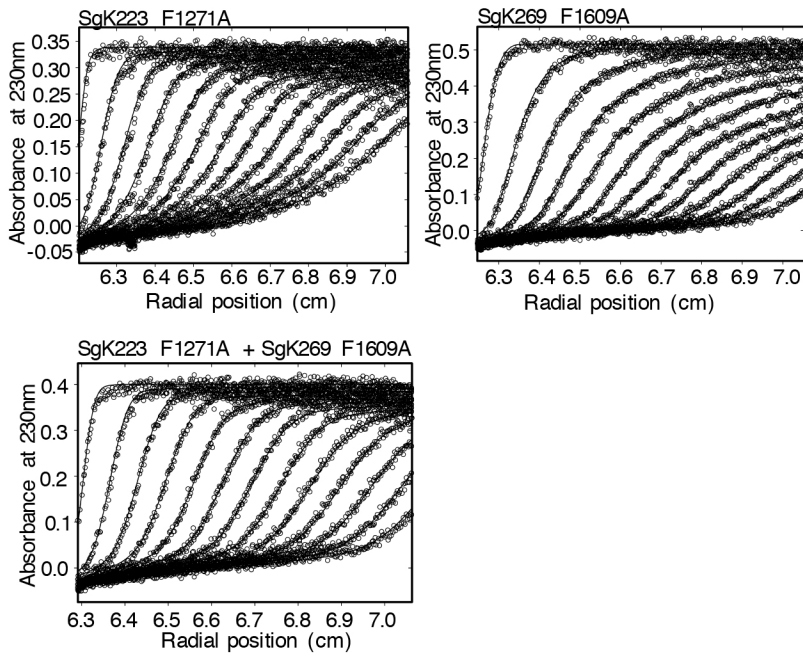 SgK223 F1271A
Absorbance at 230nm
0.35
0.30
0.25
0.20
0.15
0.10
0.05
0.00
-0.05
6.3 6.4 6.5 6.6 6.7 6.8 6.9 7.0
Radial position (cm)
SgK269 F1609A
Absorbance at 230nm
0.5
0.4
0.3
0.2
0.1
0.0
6.3 6.4 6.5 6.6 6.7 6.8 6.9 7.0
Radial position (cm)
SgK223 F1271A + SgK269 F1609A
Absorbance at 230nm
0.4
0.3
0.2
0.1
0.0
6.3 6.4 6.5 6.6 6.7 6.8 6.9 7.0
Radial position (cm)